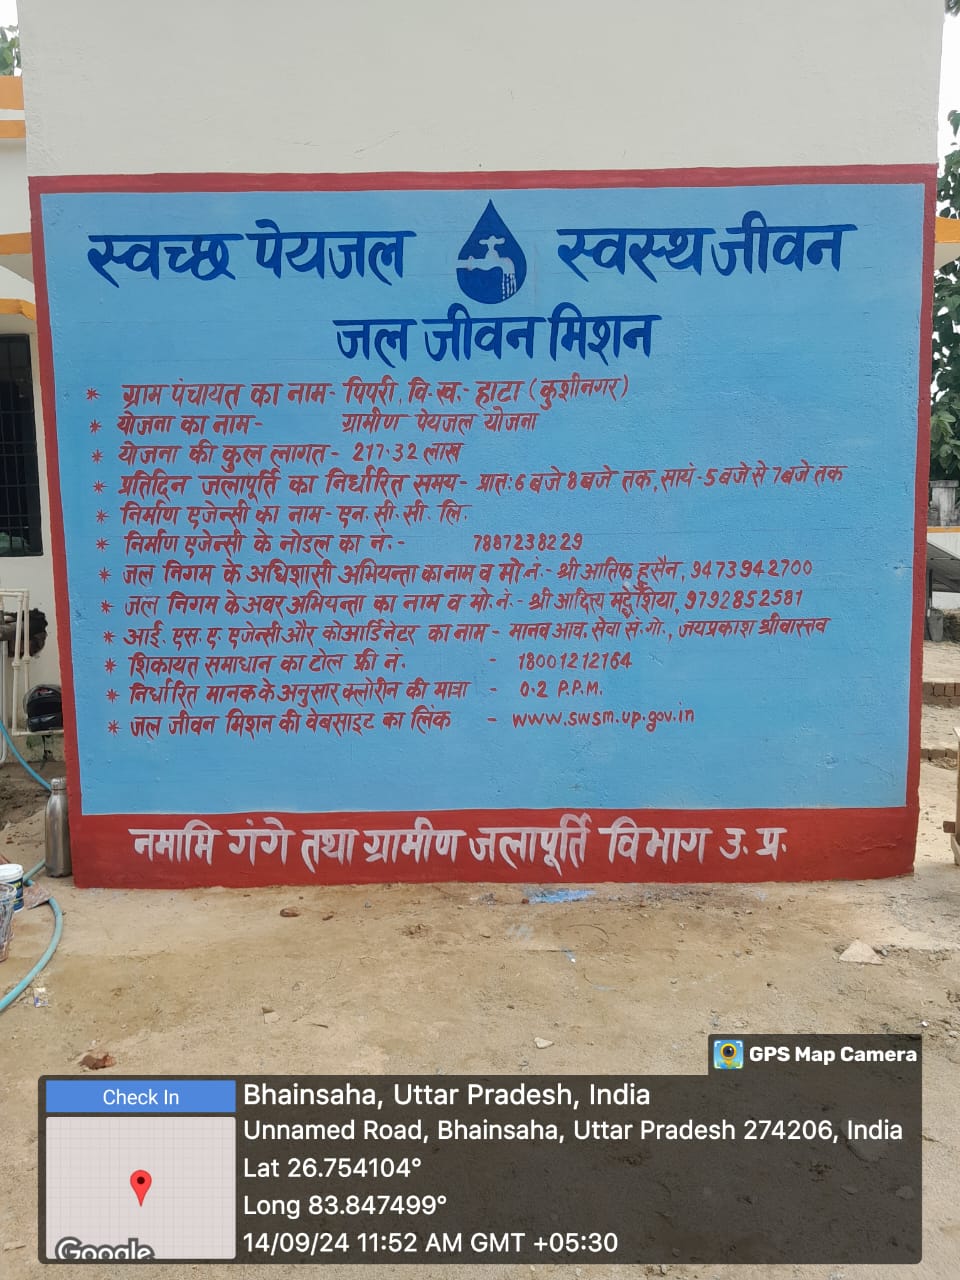 स्वच्छ पेयजल स्वस्थ जीवन
जल जीवन मिशन
* ग्राम पंचायत का नाम- पिपरी, वि.ख.- हाटा (कुशीनगर)
* योजना का नाम- ग्रामीण पेयजल योजना
* योजना की कुल लागत- 217.32 लाख
* प्रतिदिन जलापूर्ति का निर्धारित समय- प्रातः 6 बजे 8 बजे तक, सायं-5 बजे से 7 बजे तक
* निर्माण एजेन्सी का नाम- एन. सी. सी. लि.
* निर्माण एजेन्सी के नोडल का नं.- 7887238229
* जल निगम के अधिशासी अभियन्ता का नाम व मो.नं.- श्री आतिफ हुसैन, 9473942700
* जल निगम के अवर अभियन्ता का नाम व मो.नं.- श्री आदित्य मद्देशिया, 9792852581
* आई. एस. ए. एजेन्सी और कोआर्डिनेटर का नाम - मानव आव. सेवा सं. गो., जयप्रकाश श्रीवास्तव
* शिकायत समाधान का टोल फ्री नं. - 18001212164
* निर्धारित मानक के अनुसार क्लोरीन की मात्रा - 0.2 P.P.M.
* जल जीवन मिशन की वेबसाइट का लिंक - www.swsm.up.gov.in
नमामि गंगे तथा ग्रामीण जलापूर्ति विभाग उ. प्र.
GPS Map Camera
Check In
Bhainsaha, Uttar Pradesh, India
Unnamed Road, Bhainsaha, Uttar Pradesh 274206, India
Lat 26.754104°
Long 83.847499°
14/09/24 11:52 AM GMT +05:30
Google